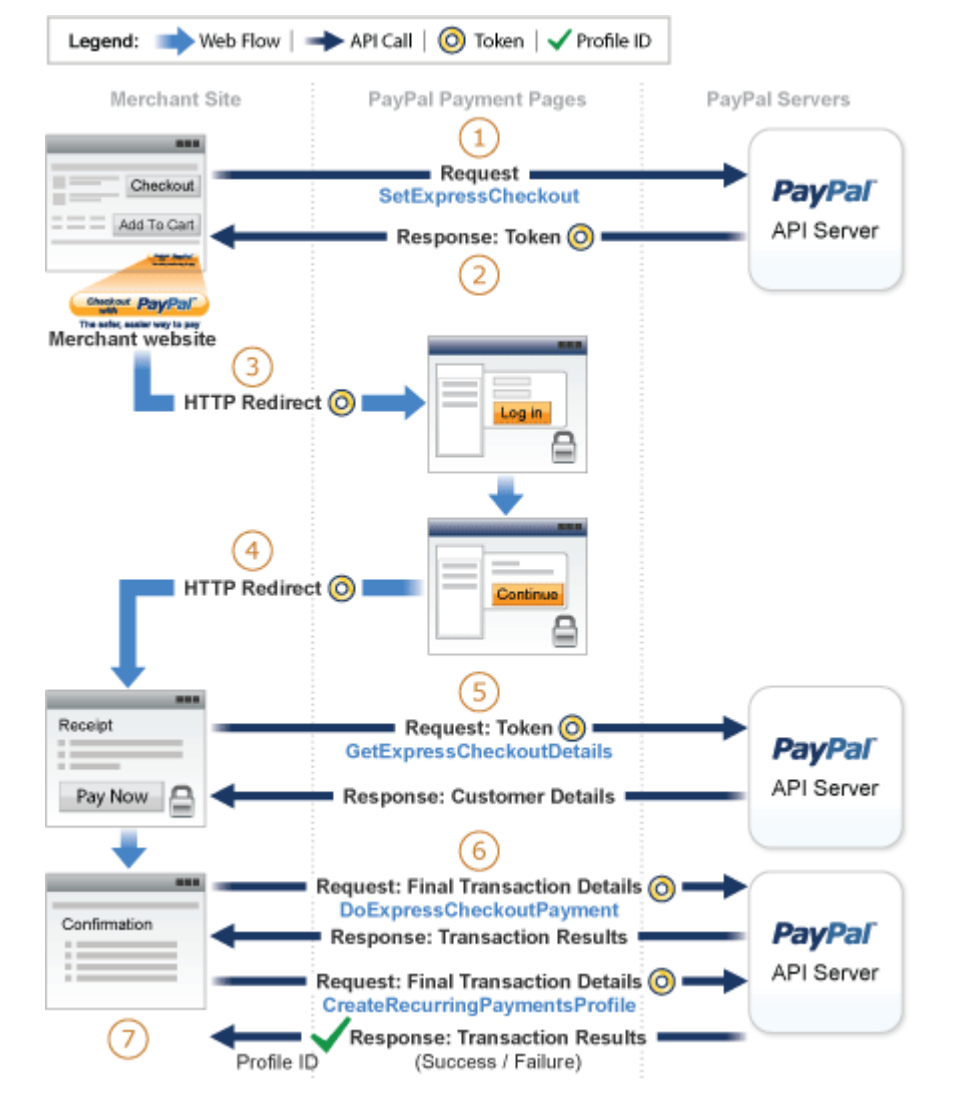 Legend: Web Flow | API Call | Token | Profile ID
Merchant Site
PayPal Payment Pages
PayPal Servers
1
Request
SetExpressCheckout
Checkout
Add To Cart
PayPal
API Server
Response: Token
2
Checkout
with
PayPal
The safer, easier way to pay
Merchant website
3
HTTP Redirect
Log in
4
HTTP Redirect
Continue
5
Receipt
Pay Now
Request: Token
GetExpressCheckoutDetails
Response: Customer Details
PayPal
API Server
6
Confirmation
Request: Final Transaction Details
DoExpressCheckoutPayment
Response: Transaction Results
PayPal
API Server
Request: Final Transaction Details
CreateRecurringPaymentsProfile
7
Response: Transaction Results
Profile ID
(Success / Failure)